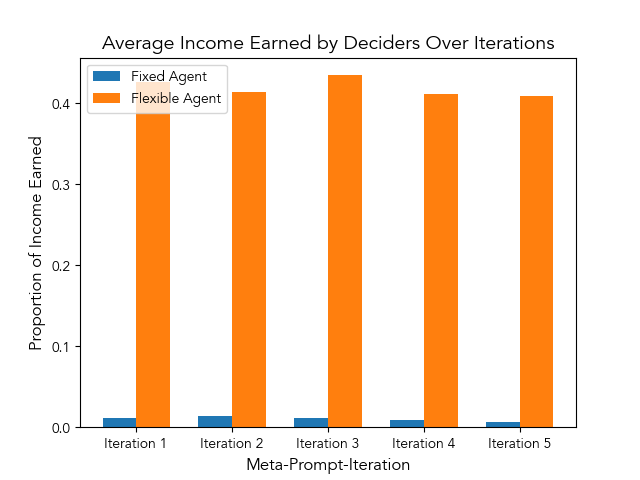 Average Income Earned by Deciders Over Iterations
Fixed Agent
Flexible Agent
Proportion of Income Earned
0.4
0.3
0.2
0.1
0.0
Iteration 1
Iteration 2
Iteration 3
Iteration 4
Iteration 5
Meta-Prompt-Iteration